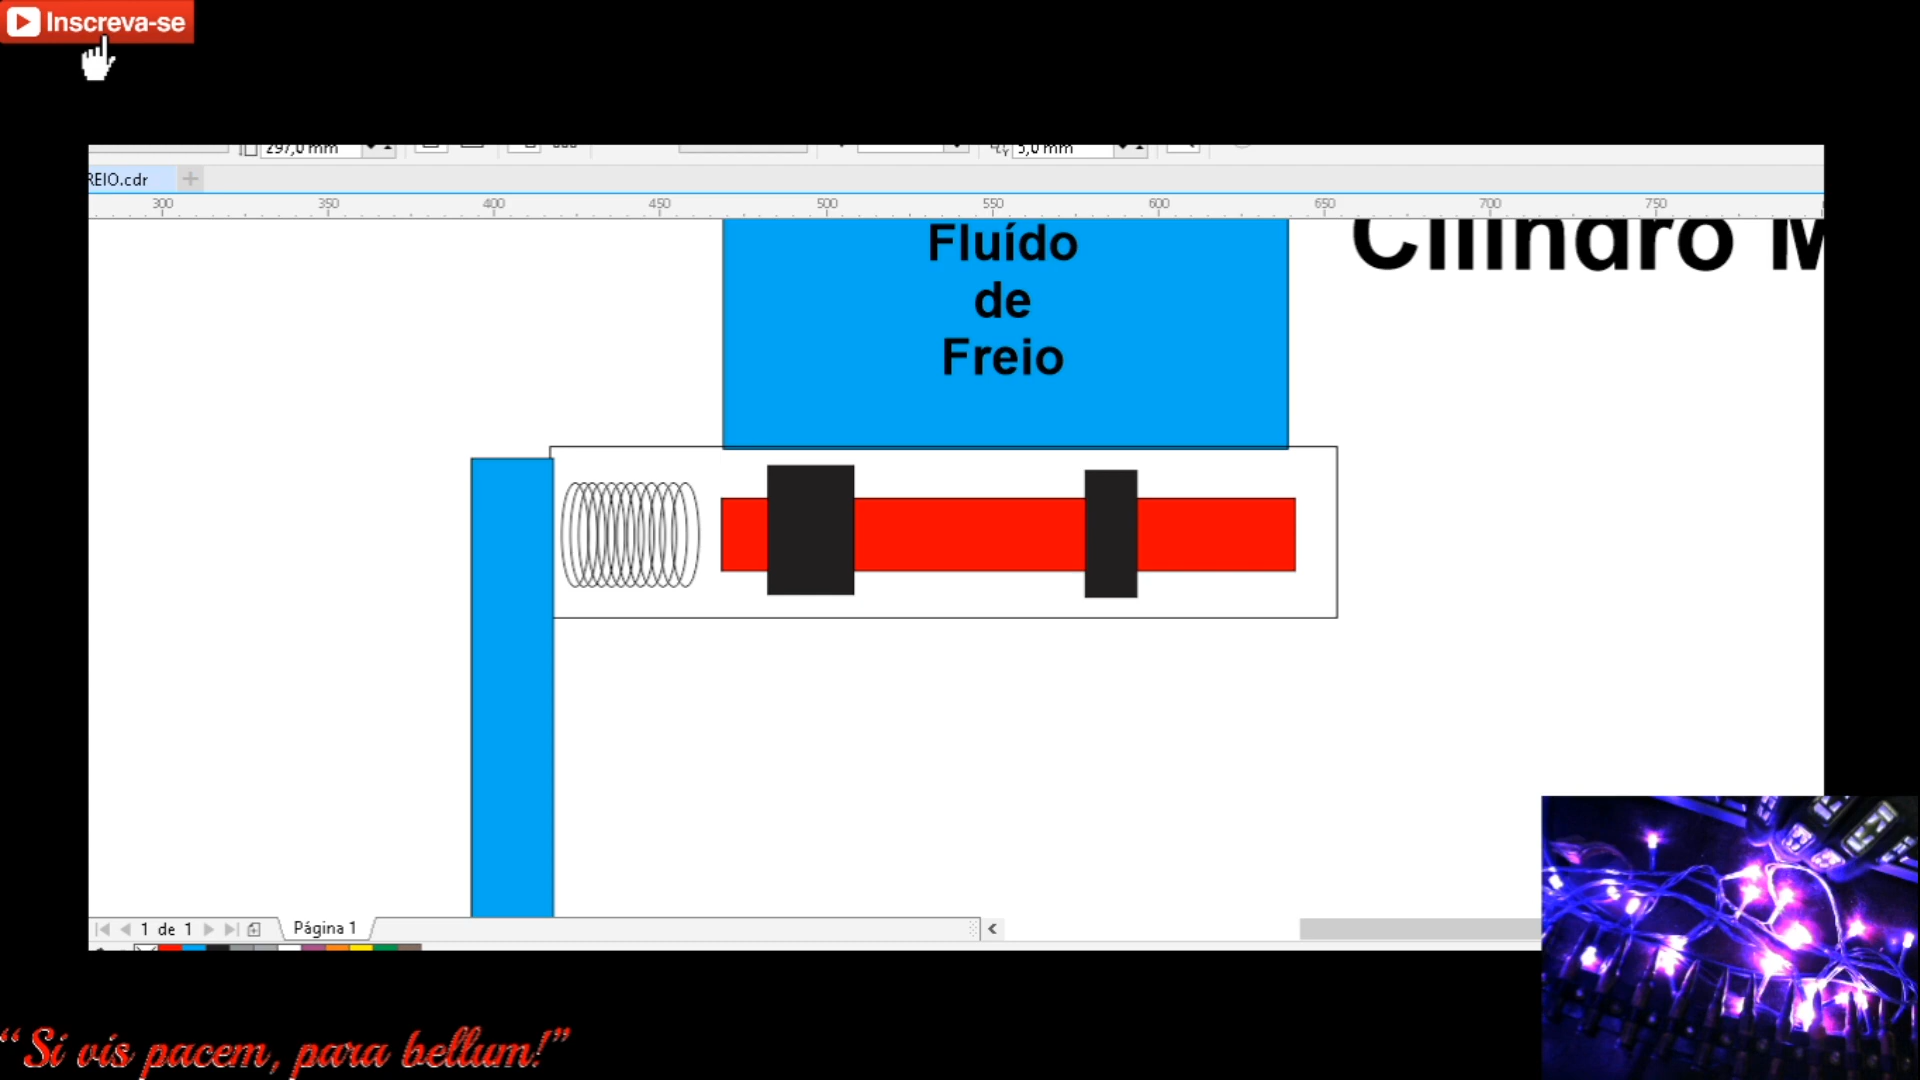 Inscreva-se
297,0 mm
5,0 mm
REIO.cdr
300 350 400 450 500 550 600 650 700 750
Fluído
de
Freio
Cilindro M
1 de 1
Página 1
“Si vis pacem, para bellum!”